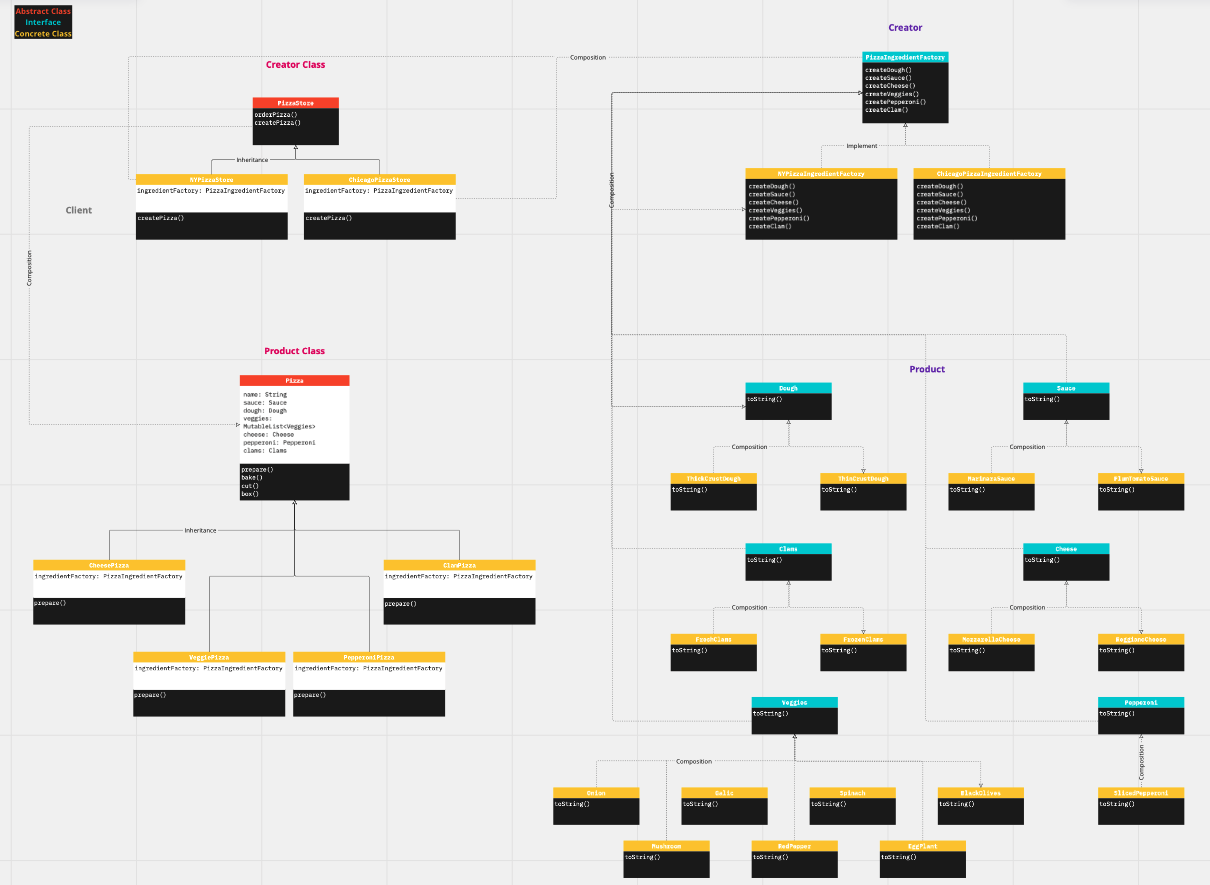 Abstract Class
Interface
Concrete Class
Creator
Creator Class
Composition
PizzaIngredientFactory
createDough()
createSauce()
createCheese()
createVeggies()
createPepperoni()
createClam()
PizzaStore
orderPizza()
createPizza()
Inheritance
Implement
NYPizzaStore
ingredientFactory: PizzaIngredientFactory
createPizza()
ChicagoPizzaStore
ingredientFactory: PizzaIngredientFactory
createPizza()
NYPizzaIngredientFactory
createDough()
createSauce()
createCheese()
createVeggies()
createPepperoni()
createClam()
ChicagoPizzaIngredientFactory
createDough()
createSauce()
createCheese()
createVeggies()
createPepperoni()
createClam()
Client
Composition
Composition
Product Class
Product
Pizza
name: String
sauce: Sauce
dough: Dough
veggies:
MutableList<Veggies>
cheese: Cheese
pepperoni: Pepperoni
clams: Clams
prepare()
bake()
cut()
box()
Dough
toString()
Sauce
toString()
Composition
Composition
ThickCrustDough
toString()
ThinCrustDough
toString()
MarinaraSauce
toString()
PlumTomatoSauce
toString()
Inheritance
CheesePizza
ingredientFactory: PizzaIngredientFactory
prepare()
ClamPizza
ingredientFactory: PizzaIngredientFactory
prepare()
VeggiePizza
ingredientFactory: PizzaIngredientFactory
prepare()
PepperoniPizza
ingredientFactory: PizzaIngredientFactory
prepare()
Clams
toString()
Cheese
toString()
Composition
Composition
FreshClams
toString()
FrozenClams
toString()
MozzarellaCheese
toString()
ReggianoCheese
toString()
Veggies
toString()
Pepperoni
toString()
Composition
Composition
Onion
toString()
Galic
toString()
Spinach
toString()
BlackOlives
toString()
SlicedPepperoni
toString()
Mushroom
toString()
RedPepper
toString()
EggPlant
toString()